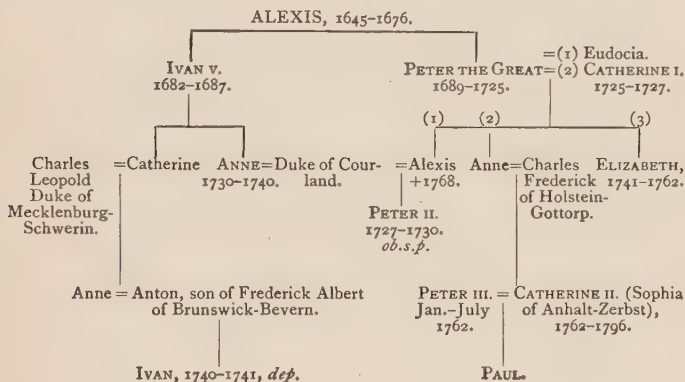 ALEXIS, 1645–1676.
IVAN V.
1682–1687.
=(1) Eudocia.
PETER THE GREAT=(2) CATHERINE I.
1689–1725. 1725–1727.
(1) (2) (3)
Charles
Leopold
Duke of
Mecklenburg-
Schwerin.
=Catherine
ANNE=Duke of Cour-
1730–1740. land.
=Alexis
+1768.
PETER II.
1727–1730.
ob.s.p.
Anne=Charles
Frederick
of Holstein-
Gottorp.
ELIZABETH,
1741–1762.
Anne = Anton, son of Frederick Albert
of Brunswick-Bevern.
PETER III. = CATHERINE II. (Sophia
Jan.–July of Anhalt-Zerbst),
1762. 1762–1796.
IVAN, 1740–1741, dep.
PAUL.